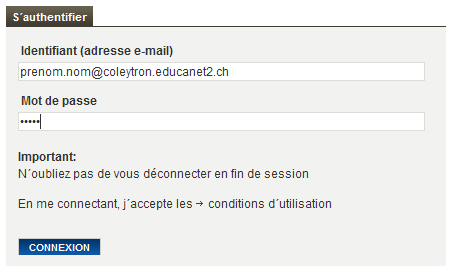 S´authentifier
Identifiant (adresse e-mail)
prenom.nom@coleytron.educanet2.ch
Mot de passe
•••••
Important:
N´oubliez pas de vous déconnecter en fin de session
En me connectant, j´accepte les → conditions d´utilisation
CONNEXION